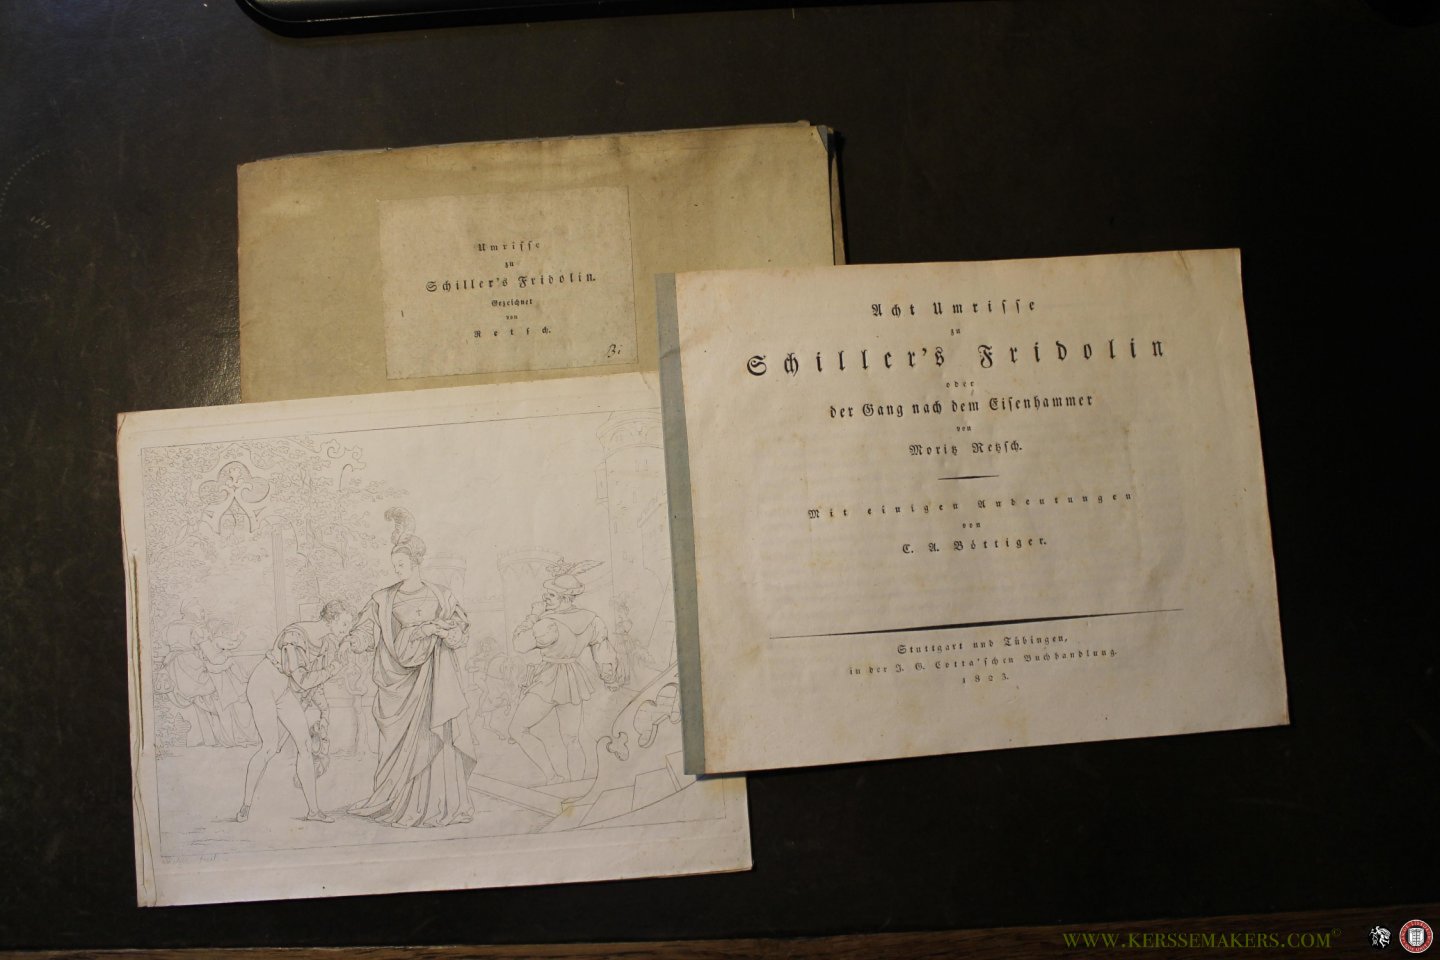 Umrisse
zu
Schiller's Fridolin.
Gezeichnet
von
Retsch.
Acht Umrisse
zu
Schiller's Fridolin
oder
der Gang nach dem Eisenhammer
von
Moritz Retzsch.
Mit einigen Andeutungen
von
C. A. Böttiger.
Stuttgart und Tübingen,
in der J. G. Cotta'schen Buchhandlung.
1823.
WWW.KERSSEMAKERS.COM©